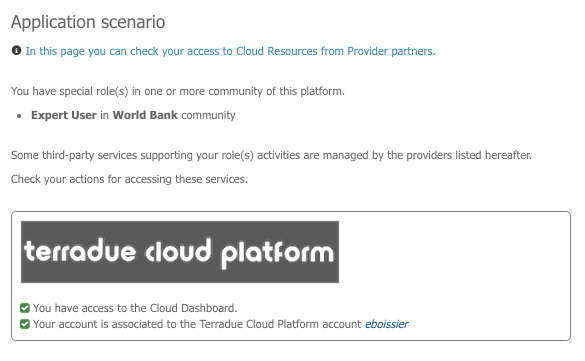 Application scenario
In this page you can check your access to Cloud Resources from Provider partners.
You have special role(s) in one or more community of this platform.
• Expert User in World Bank community
Some third-party services supporting your role(s) activities are managed by the providers listed hereafter.
Check your actions for accessing these services.
terradue cloud platform
You have access to the Cloud Dashboard.
Your account is associated to the Terradue Cloud Platform account eboissier